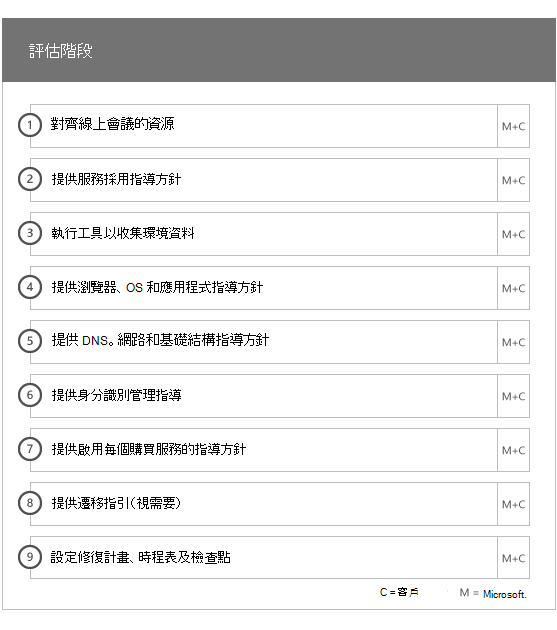 評估階段
1 對齊線上會議的資源 M+C
2 提供服務採用指導方針 M+C
3 執行工具以收集環境資料 M+C
4 提供瀏覽器、OS 和應用程式指導方針 M+C
5 提供 DNS。網路和基礎結構指導方針 M+C
6 提供身分識別管理指導 M+C
7 提供啟用每個購買服務的指導方針 M+C
8 提供遷移指引(視需要) M+C
9 設定修復計畫、時程表及檢查點 M+C
C = 客戶 M = Microsoft.